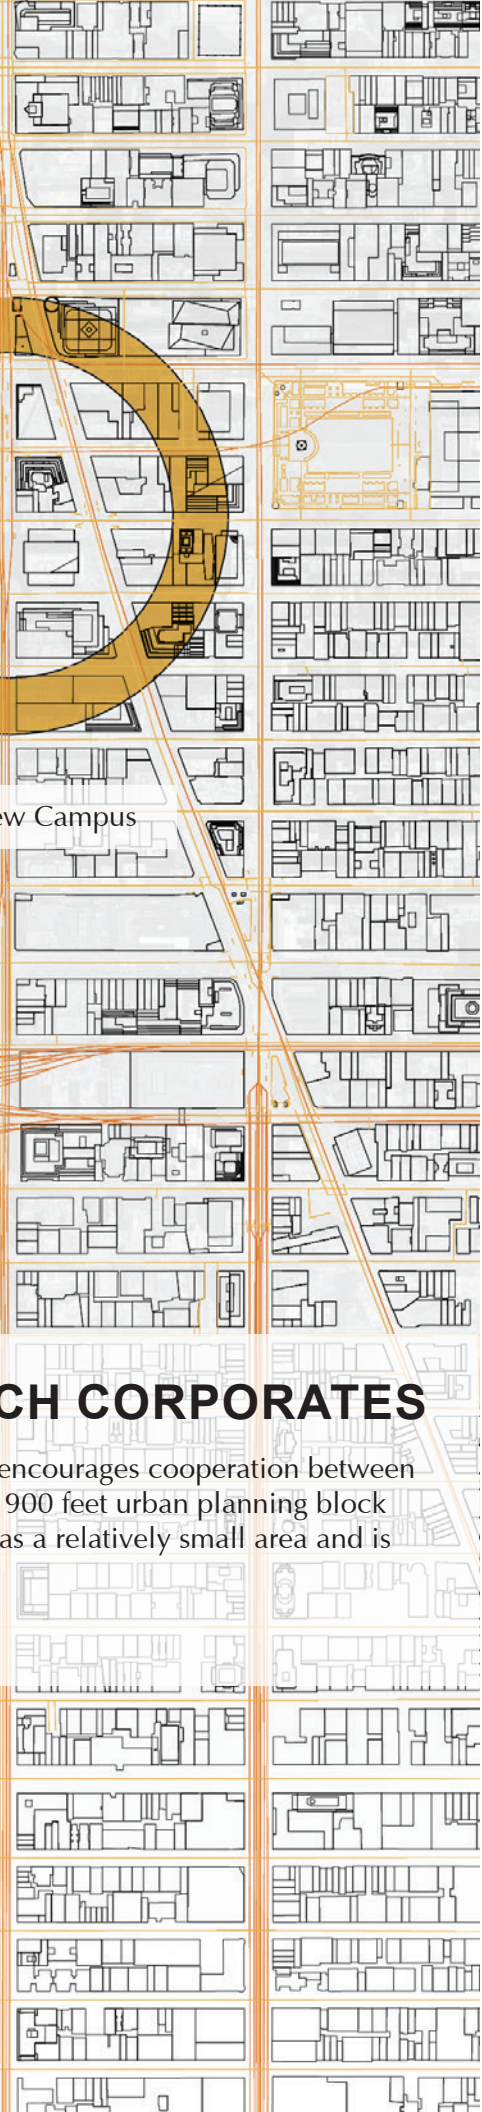 ew Campus
CH CORPORATES
encourages cooperation between
900 feet urban planning block
as a relatively small area and is